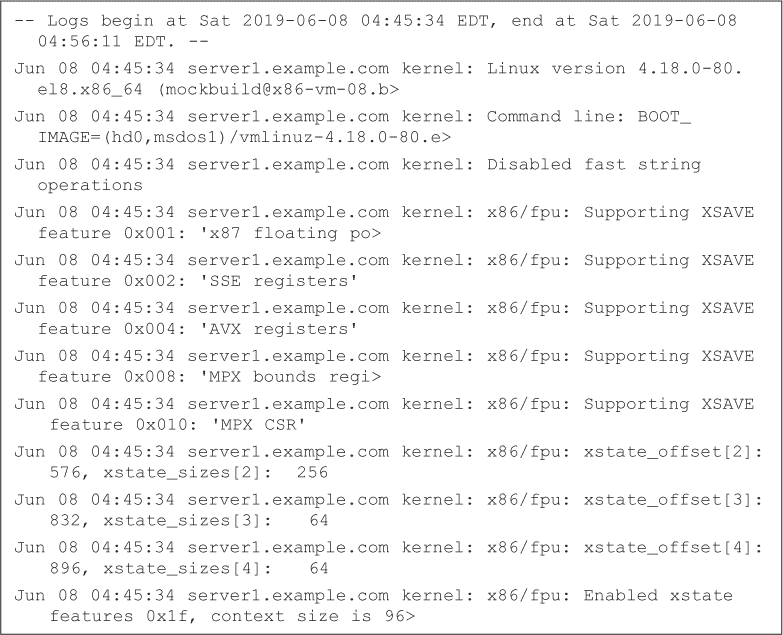 -- Logs begin at Sat 2019-06-08 04:45:34 EDT, end at Sat 2019-06-08
04:56:11 EDT. --
Jun 08 04:45:34 server1.example.com kernel: Linux version 4.18.0-80.
el8.x86_64 (mockbuild@x86-vm-08.b>
Jun 08 04:45:34 server1.example.com kernel: Command line: BOOT_
IMAGE=(hd0,msdos1)/vmlinuz-4.18.0-80.e>
Jun 08 04:45:34 server1.example.com kernel: Disabled fast string
operations
Jun 08 04:45:34 server1.example.com kernel: x86/fpu: Supporting XSAVE
feature 0x001: 'x87 floating po>
Jun 08 04:45:34 server1.example.com kernel: x86/fpu: Supporting XSAVE
feature 0x002: 'SSE registers'
Jun 08 04:45:34 server1.example.com kernel: x86/fpu: Supporting XSAVE
feature 0x004: 'AVX registers'
Jun 08 04:45:34 server1.example.com kernel: x86/fpu: Supporting XSAVE
feature 0x008: 'MPX bounds regi>
Jun 08 04:45:34 server1.example.com kernel: x86/fpu: Supporting XSAVE
feature 0x010: 'MPX CSR'
Jun 08 04:45:34 server1.example.com kernel: x86/fpu: xstate_offset[2]:
576, xstate_sizes[2]:  256
Jun 08 04:45:34 server1.example.com kernel: x86/fpu: xstate_offset[3]:
832, xstate_sizes[3]:   64
Jun 08 04:45:34 server1.example.com kernel: x86/fpu: xstate_offset[4]:
896, xstate_sizes[4]:   64
Jun 08 04:45:34 server1.example.com kernel: x86/fpu: Enabled xstate
features 0x1f, context size is 96>